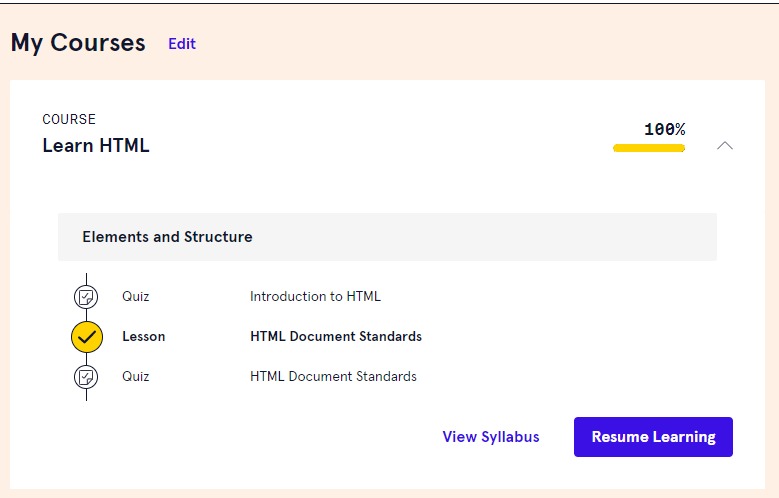 My Courses Edit
COURSE
Learn HTML
100%
Elements and Structure
Quiz Introduction to HTML
Lesson HTML Document Standards
Quiz HTML Document Standards
View Syllabus Resume Learning